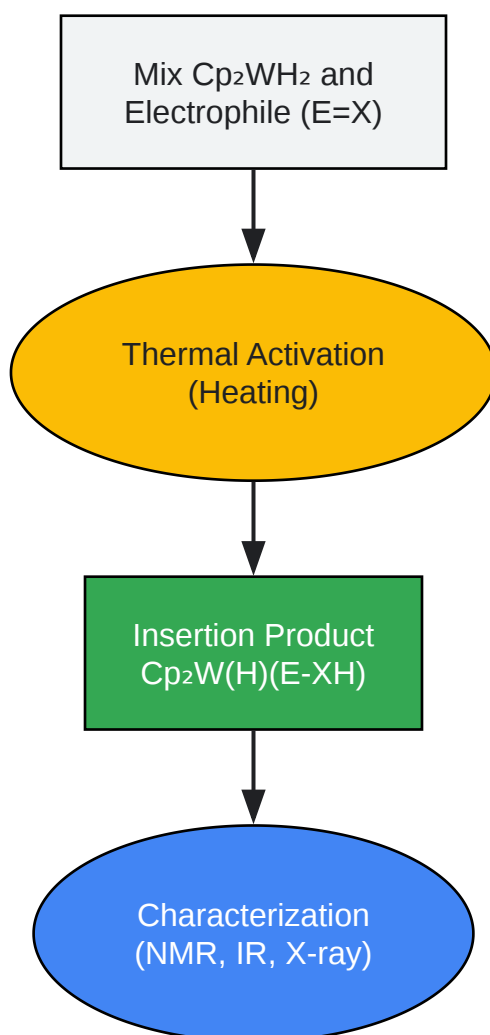 Mix Cp₂WH₂ and
Electrophile (E=X)
Thermal Activation
(Heating)
Insertion Product
Cp₂W(H)(E-XH)
Characterization
(NMR, IR, X-ray)